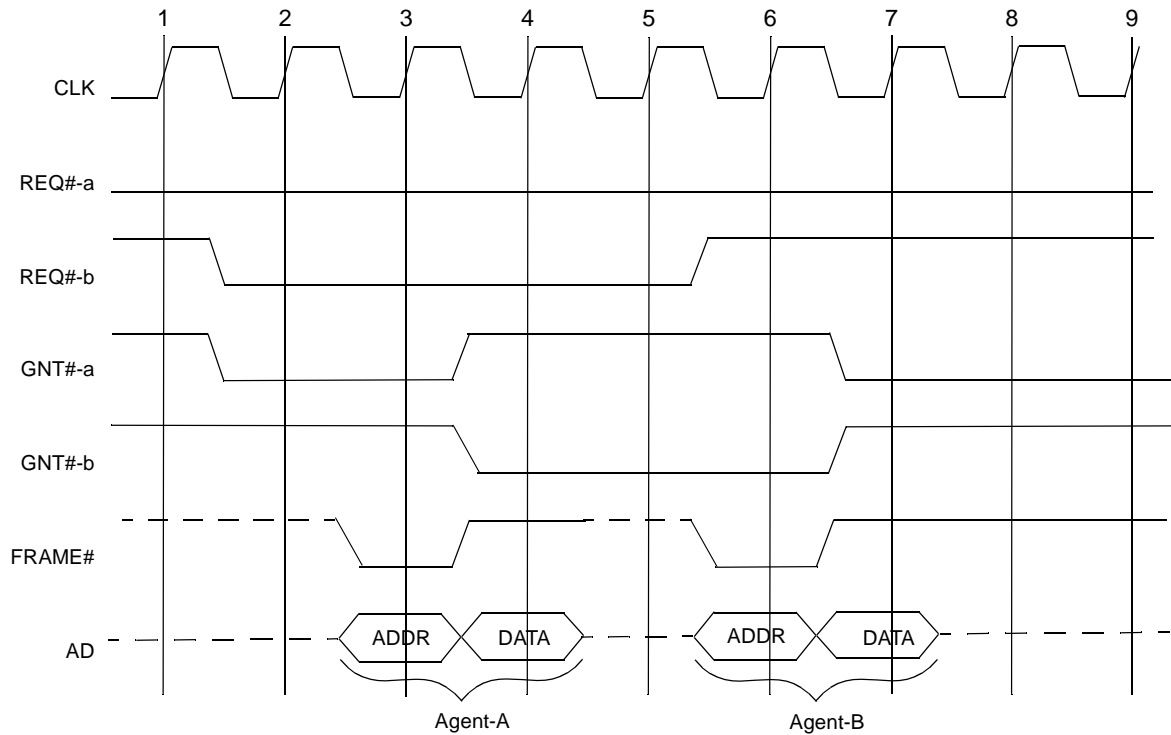 1 2 3 4 5 6 7 8 9
CLK
REQ#-a
REQ#-b
GNT#-a
GNT#-b
FRAME#
AD
ADDR DATA ADDR DATA
Agent-A Agent-B